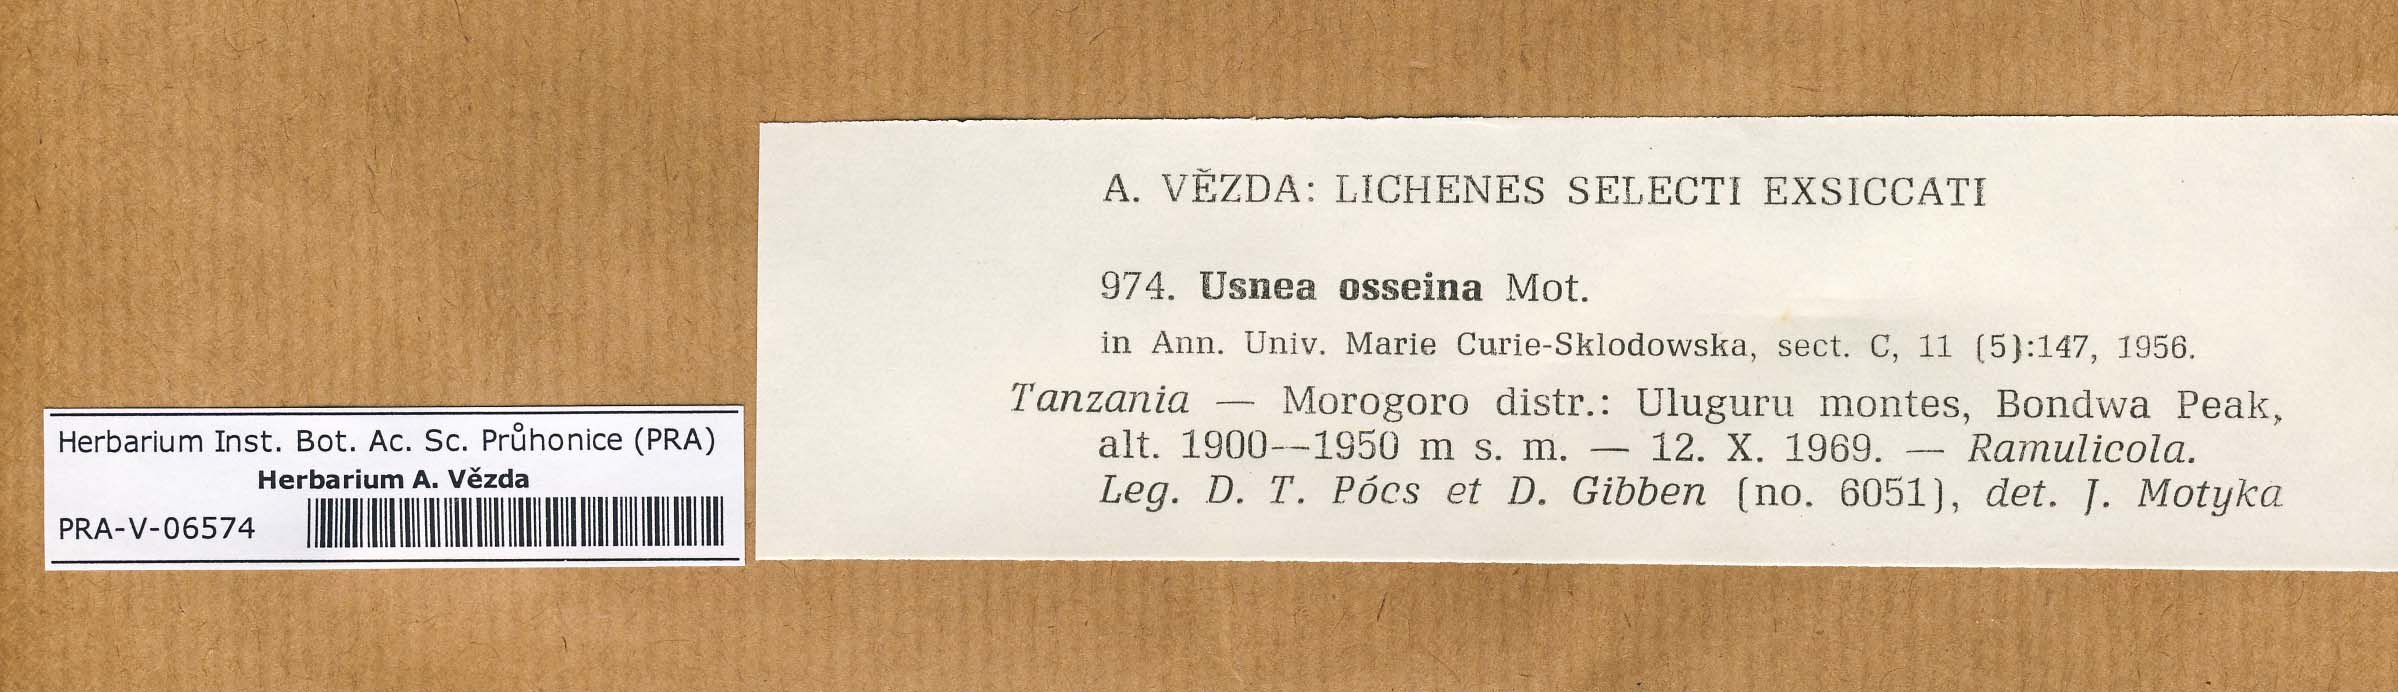 A. VĚZDA: LICHENES SELECTI EXSICCATI
974. Usnea osseina Mot.
in Ann. Univ. Marie Curie-Sklodowska, sect. C, 11 (5):147, 1956.
Tanzania — Morogoro distr.: Uluguru montes, Bondwa Peak,
alt. 1900—1950 m s. m. — 12. X. 1969. — Ramulicola.
Leg. D. T. Pócs et D. Gibben (no. 6051), det. J. Motyka
Herbarium Inst. Bot. Ac. Sc. Průhonice (PRA)
Herbarium A. Vězda
PRA-V-06574